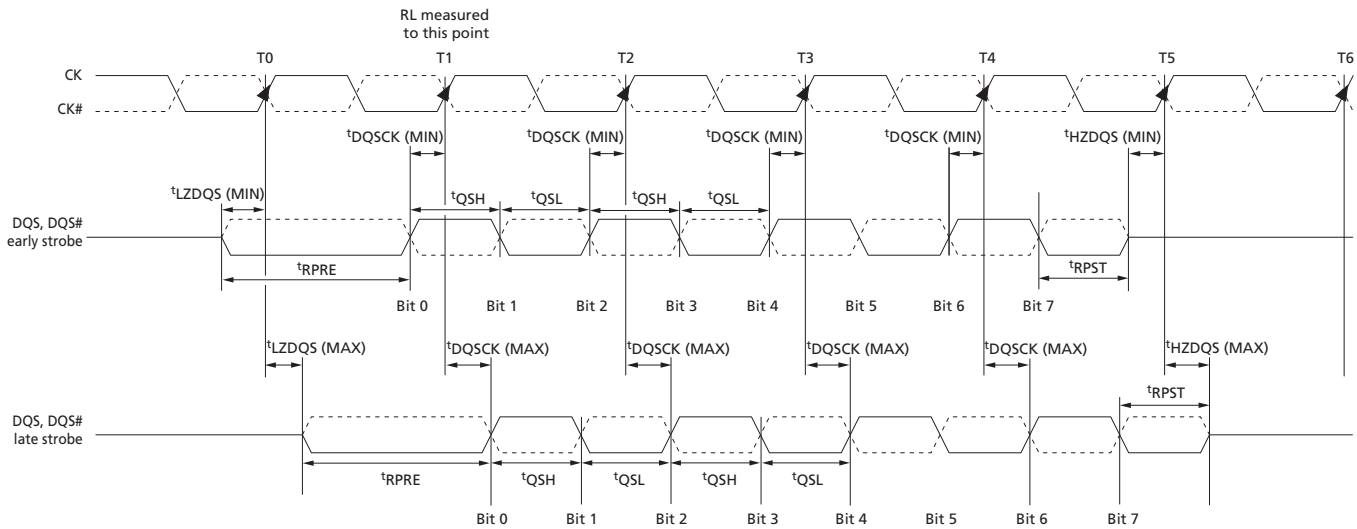 RL measured
to this point
T0 T1 T2 T3 T4 T5 T6
CK
CK#
tDQSCK (MIN) tDQSCK (MIN) tDQSCK (MIN) tDQSCK (MIN) tHZDQS (MIN)
tLZDQS (MIN)
tQSH tQSL tQSH tQSL
DQS, DQS#
early strobe
tRPRE tRPST
Bit 0 Bit 1 Bit 2 Bit 3 Bit 4 Bit 5 Bit 6 Bit 7
tLZDQS (MAX) tDQSCK (MAX) tDQSCK (MAX) tDQSCK (MAX) tDQSCK (MAX) tHZDQS (MAX)
tRPST
DQS, DQS#
late strobe
tRPRE tQSH tQSL tQSH tQSL
Bit 0 Bit 1 Bit 2 Bit 3 Bit 4 Bit 5 Bit 6 Bit 7